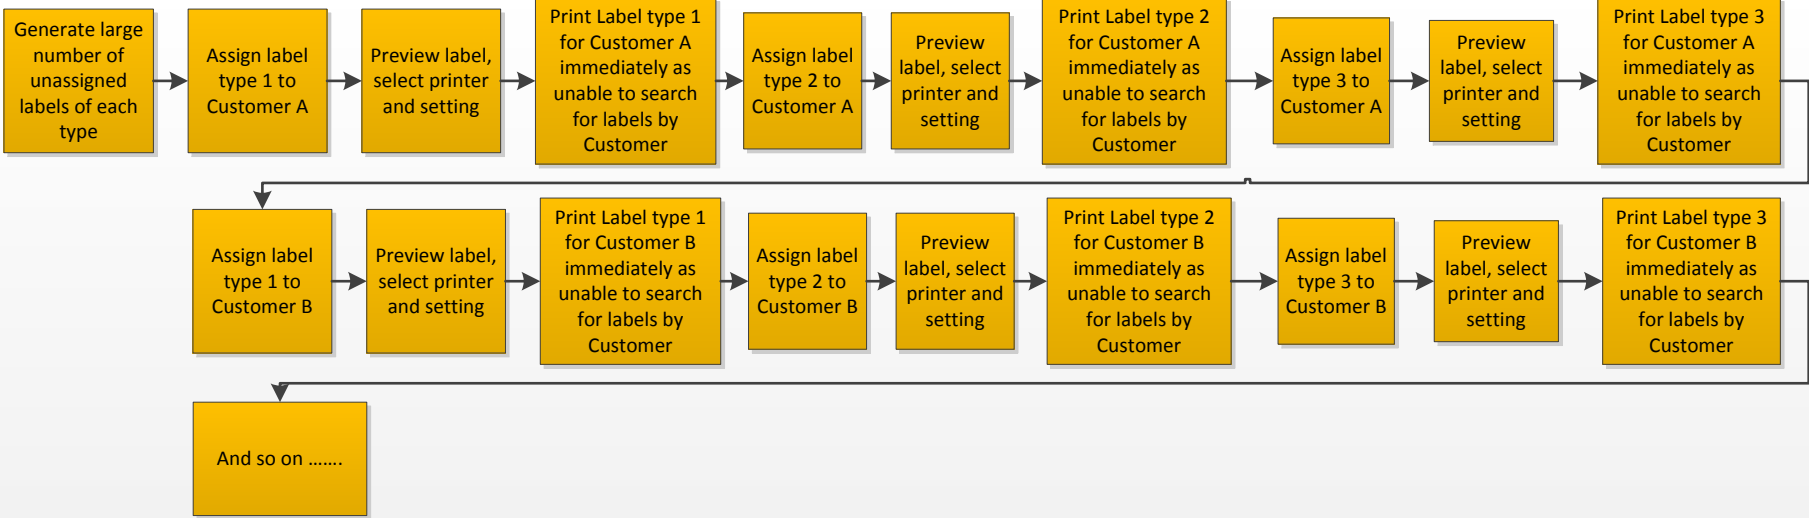 Generate large
number of
unassigned
labels of each
type
Assign label
type 1 to
Customer A
Preview label,
select printer
and setting
Print Label type 1
for Customer A
immediately as
unable to search
for labels by
Customer
Assign label
type 2 to
Customer A
Preview
label, select
printer and
setting
Print Label type 2
for Customer A
immediately as
unable to search
for labels by
Customer
Assign label
type 3 to
Customer A
Preview
label, select
printer and
setting
Print Label type 3
for Customer A
immediately as
unable to search
for labels by
Customer
Assign label
type 1 to
Customer B
Preview label,
select printer
and setting
Print Label type 1
for Customer B
immediately as
unable to search
for labels by
Customer
Assign label
type 2 to
Customer B
Preview
label, select
printer and
setting
Print Label type 2
for Customer B
immediately as
unable to search
for labels by
Customer
Assign label
type 3 to
Customer B
Preview
label, select
printer and
setting
Print Label type 3
for Customer B
immediately as
unable to search
for labels by
Customer
And so on …....